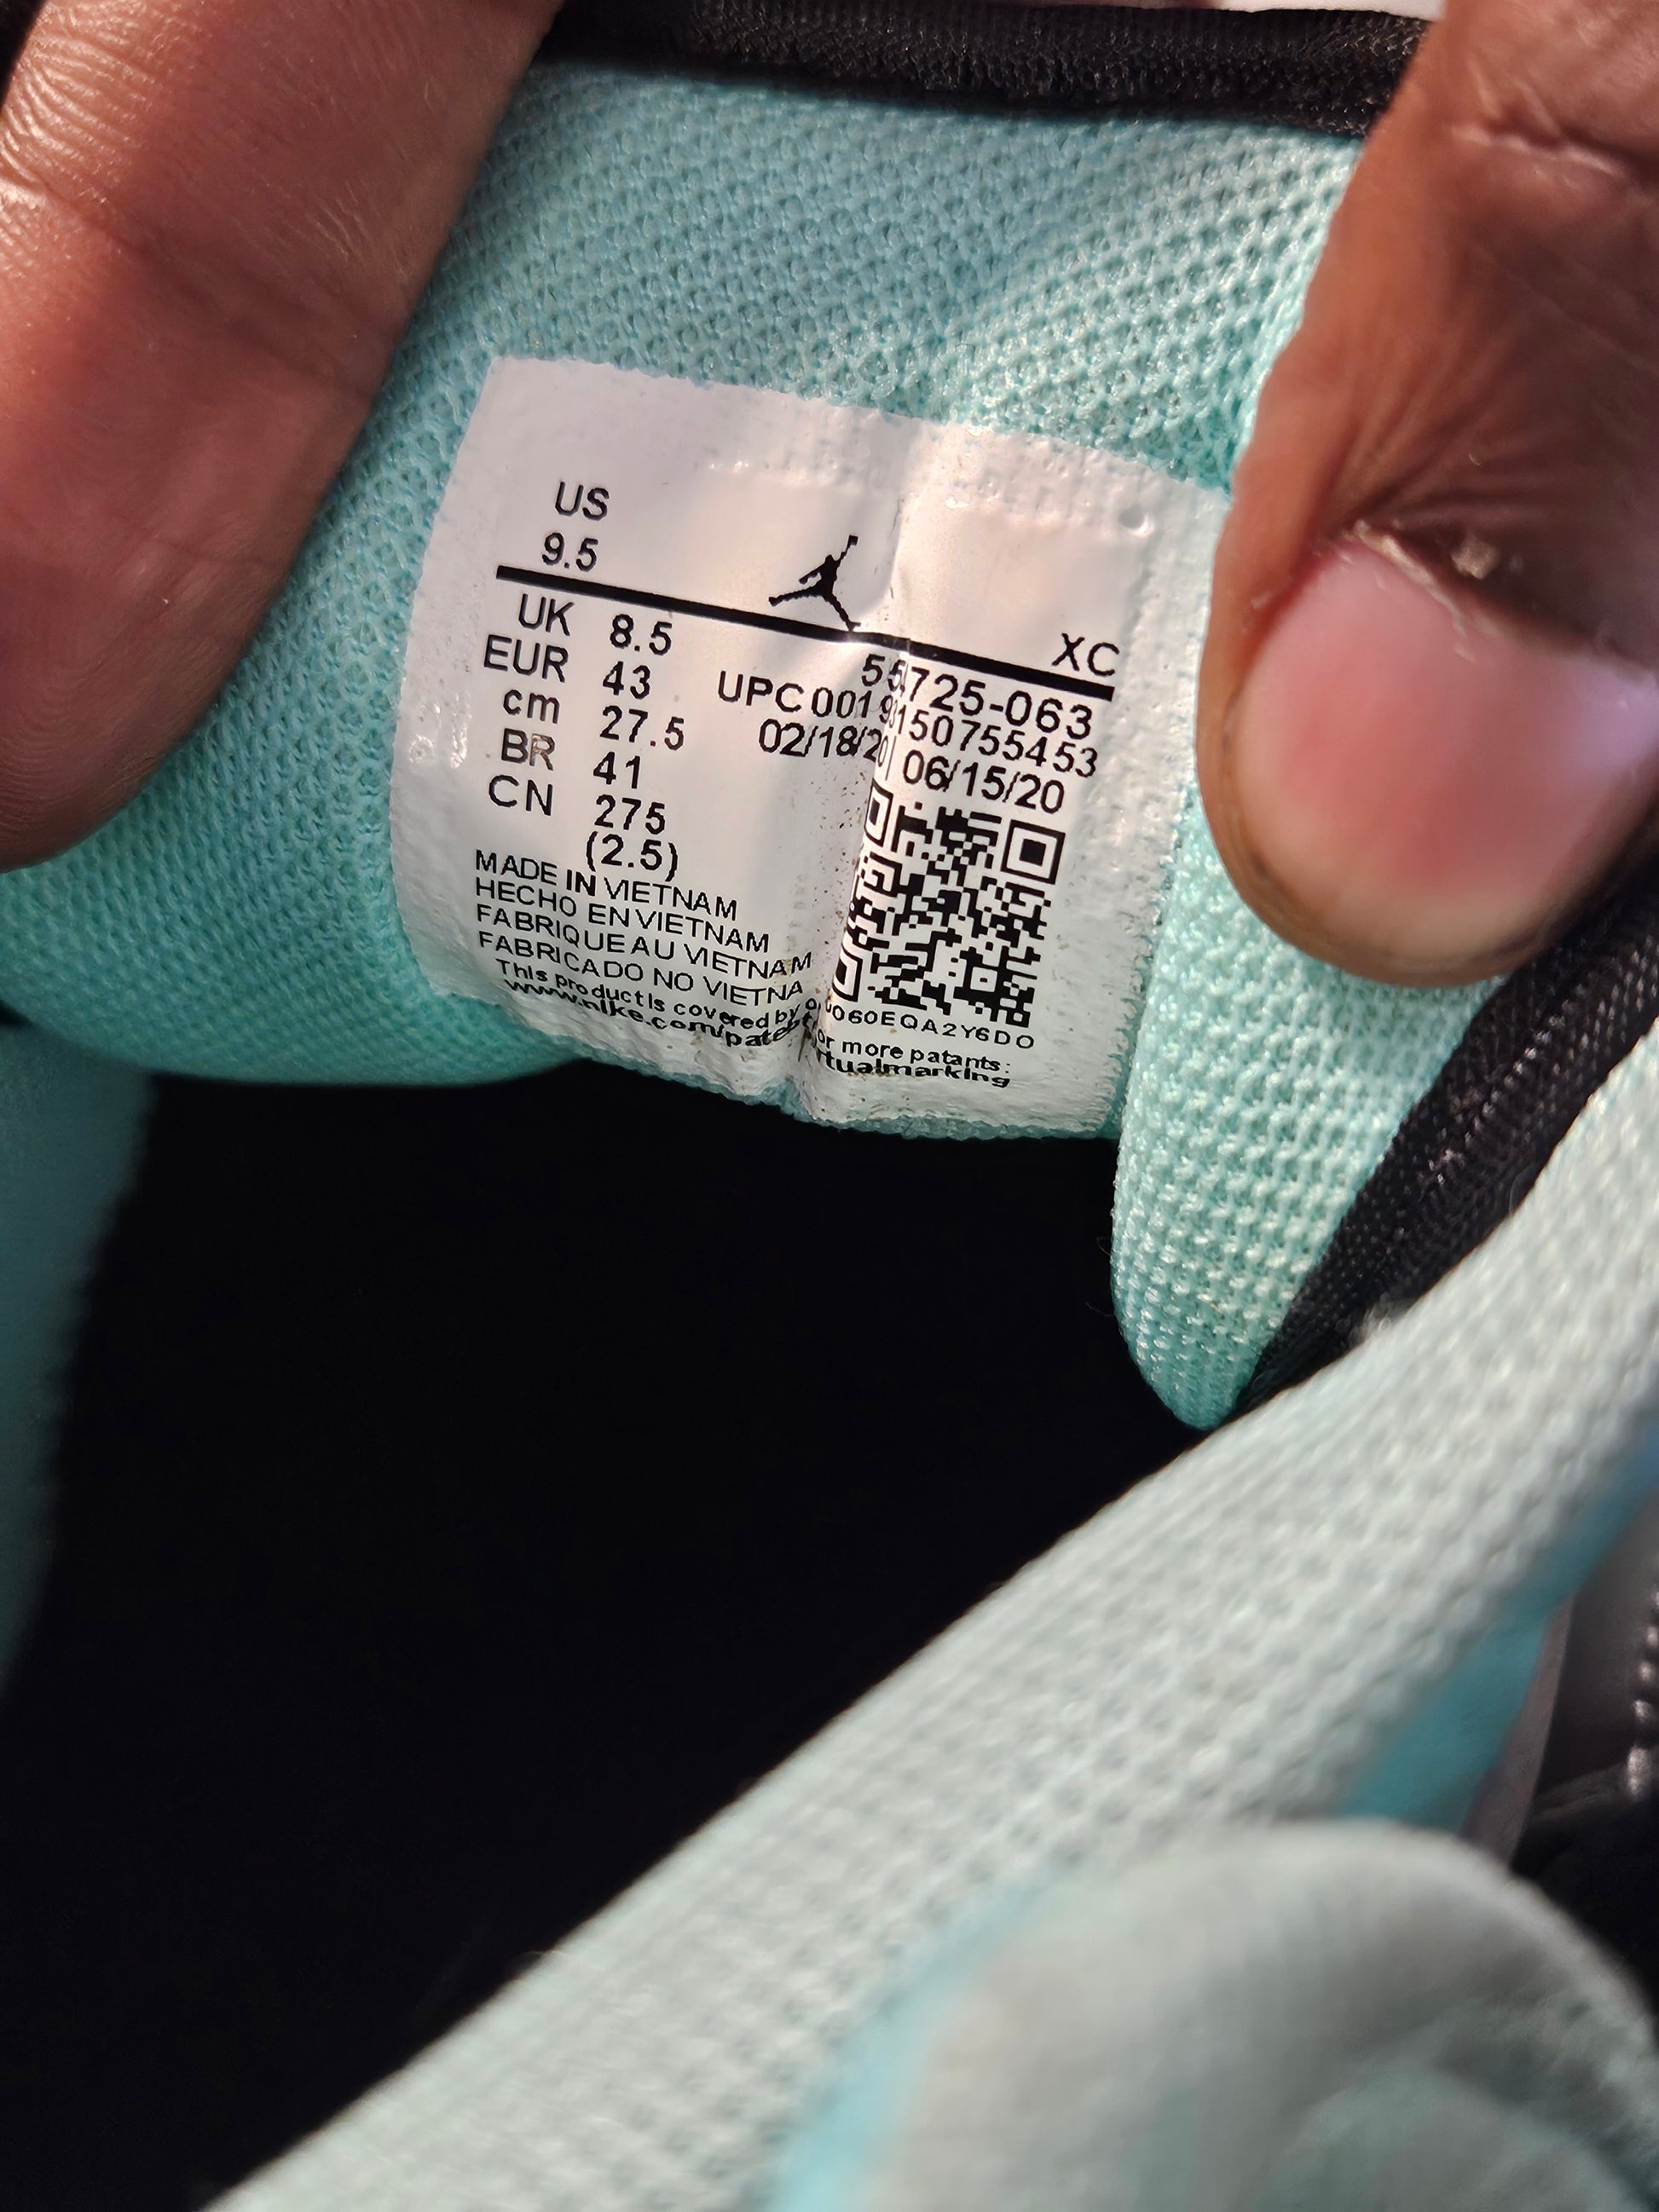 US
9.5
XC
UK 8.5
EUR 43
cm 27.5
BR 41
CN 275
(2.5)
725-063
UPC
02/18/20 06/15/20
MADE IN VIETNAM
HECHO EN VIETNAM
FABRIQUE AU VIETNAM
FABRICADO NO VIETNA
This product is covered by or more patants:
www.nike.com/pate rtualmarking
060EQA2Y6DO